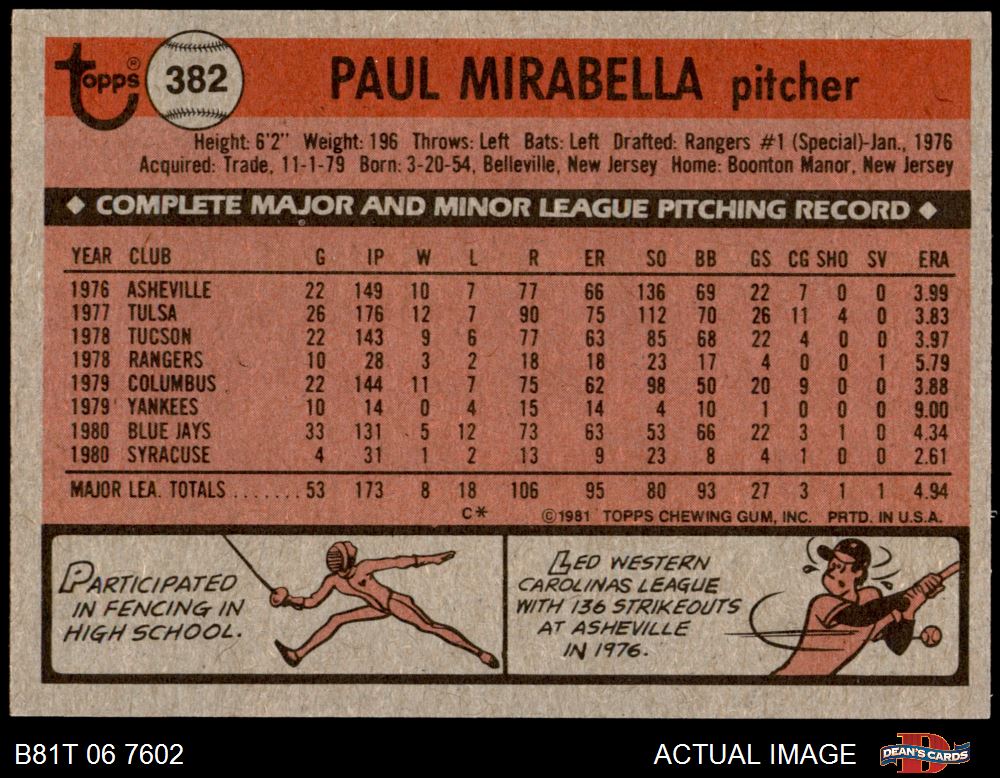 Topps® 382 PAUL MIRABELLA pitcher
Height: 6'2" Weight: 196 Throws: Left Bats: Left Drafted: Rangers #1 (Special)-Jan., 1976
Acquired: Trade, 11-1-79 Born: 3-20-54, Belleville, New Jersey Home: Boonton Manor, New Jersey
◆ COMPLETE MAJOR AND MINOR LEAGUE PITCHING RECORD ◆
YEAR CLUB G IP W L R ER SO BB GS CG SHO SV ERA
1976 ASHEVILLE 22 149 10 7 77 66 136 69 22 7 0 0 3.99
1977 TULSA 26 176 12 7 90 75 112 70 26 11 4 0 3.83
1978 TUCSON 22 143 9 6 77 63 85 68 22 4 0 0 3.97
1978 RANGERS 10 28 3 2 18 18 23 17 4 0 0 1 5.79
1979 COLUMBUS 22 144 11 7 75 62 98 50 20 9 0 0 3.88
1979 YANKEES 10 14 0 4 15 14 4 10 1 0 0 0 9.00
1980 BLUE JAYS 33 131 5 12 73 63 53 66 22 3 1 0 4.34
1980 SYRACUSE 4 31 1 2 13 9 23 8 4 1 0 0 2.61
MAJOR LEA. TOTALS ....... 53 173 8 18 106 95 80 93 27 3 1 1 4.94
C* ©1981 TOPPS CHEWING GUM, INC. PRTD. IN U.S.A.
PARTICIPATED
IN FENCING IN
HIGH SCHOOL.
LED WESTERN
CAROLINAS LEAGUE
WITH 136 STRIKEOUTS
AT ASHEVILLE
IN 1976.
B81T 06 7602 ACTUAL IMAGE DEAN'S CARDS